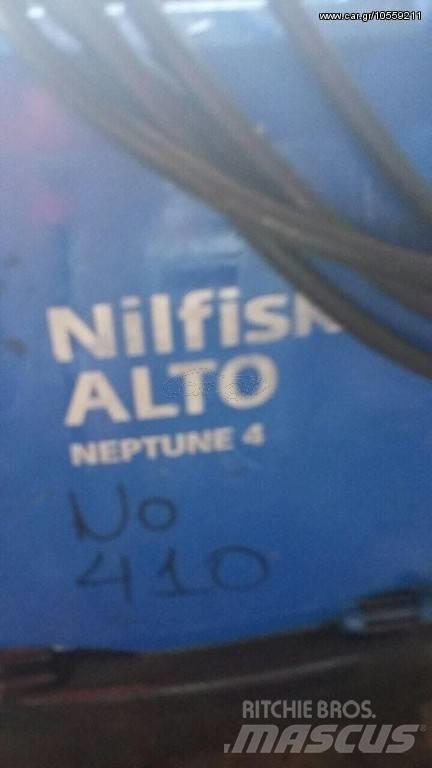 www.car.gr/10559211
Nilfisk
ALTO
NEPTUNE 4
No
410
RITCHIE BROS.
MASCUS